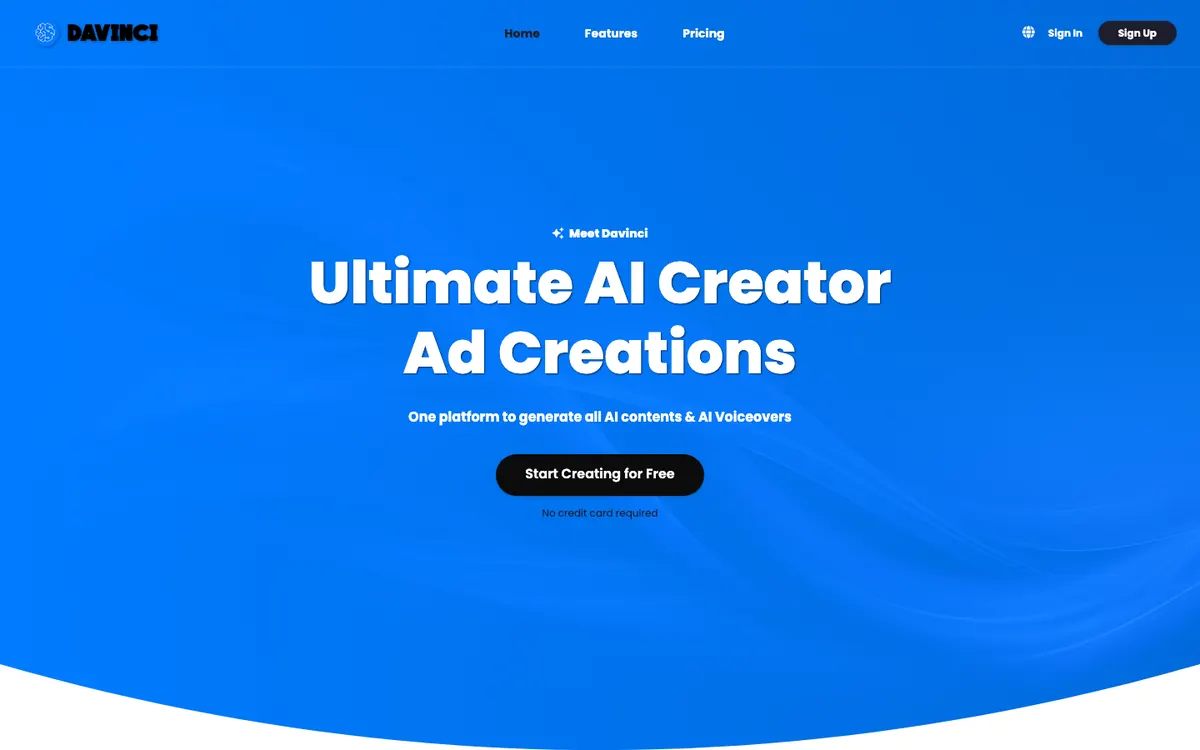 DAVINCI
Home
Features
Pricing
Sign In
Sign Up
Meet Davinci
Ultimate AI Creator
Ad Creations
One platform to generate all AI contents & AI Voiceovers
Start Creating for Free
No credit card required